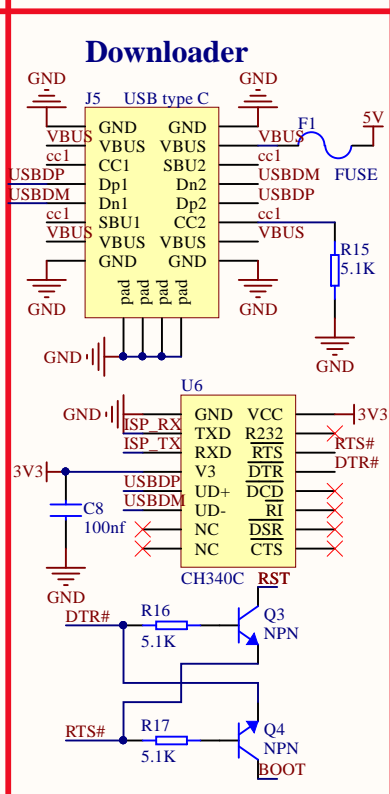 Downloader
GND GND
J5 USB type C
GND GND
VBUS VBUS VBUS VBUS F1 5V
cc1 CC1 SBU2 cc1 FUSE
USBDP Dp1 Dn2 USBDM
USBDM Dn1 Dp2 USBDP
cc1 SBU1 CC2 cc1
VBUS VBUS VBUS VBUS
GND GND
R15
5.1K
GND GND
pad pad pad pad
GND
GND
U6
GND GND VCC 3V3
ISP_RX TXD R232
ISP_TX RXD RTS RTS#
3V3 V3 DTR DTR#
USBDP UD+ DCD
USBDM UD- RI
C8
100nf
NC DSR
NC CTS
GND
CH340C
RST
DTR# R16
5.1K
Q3
NPN
RTS# R17
5.1K
Q4
NPN
BOOT